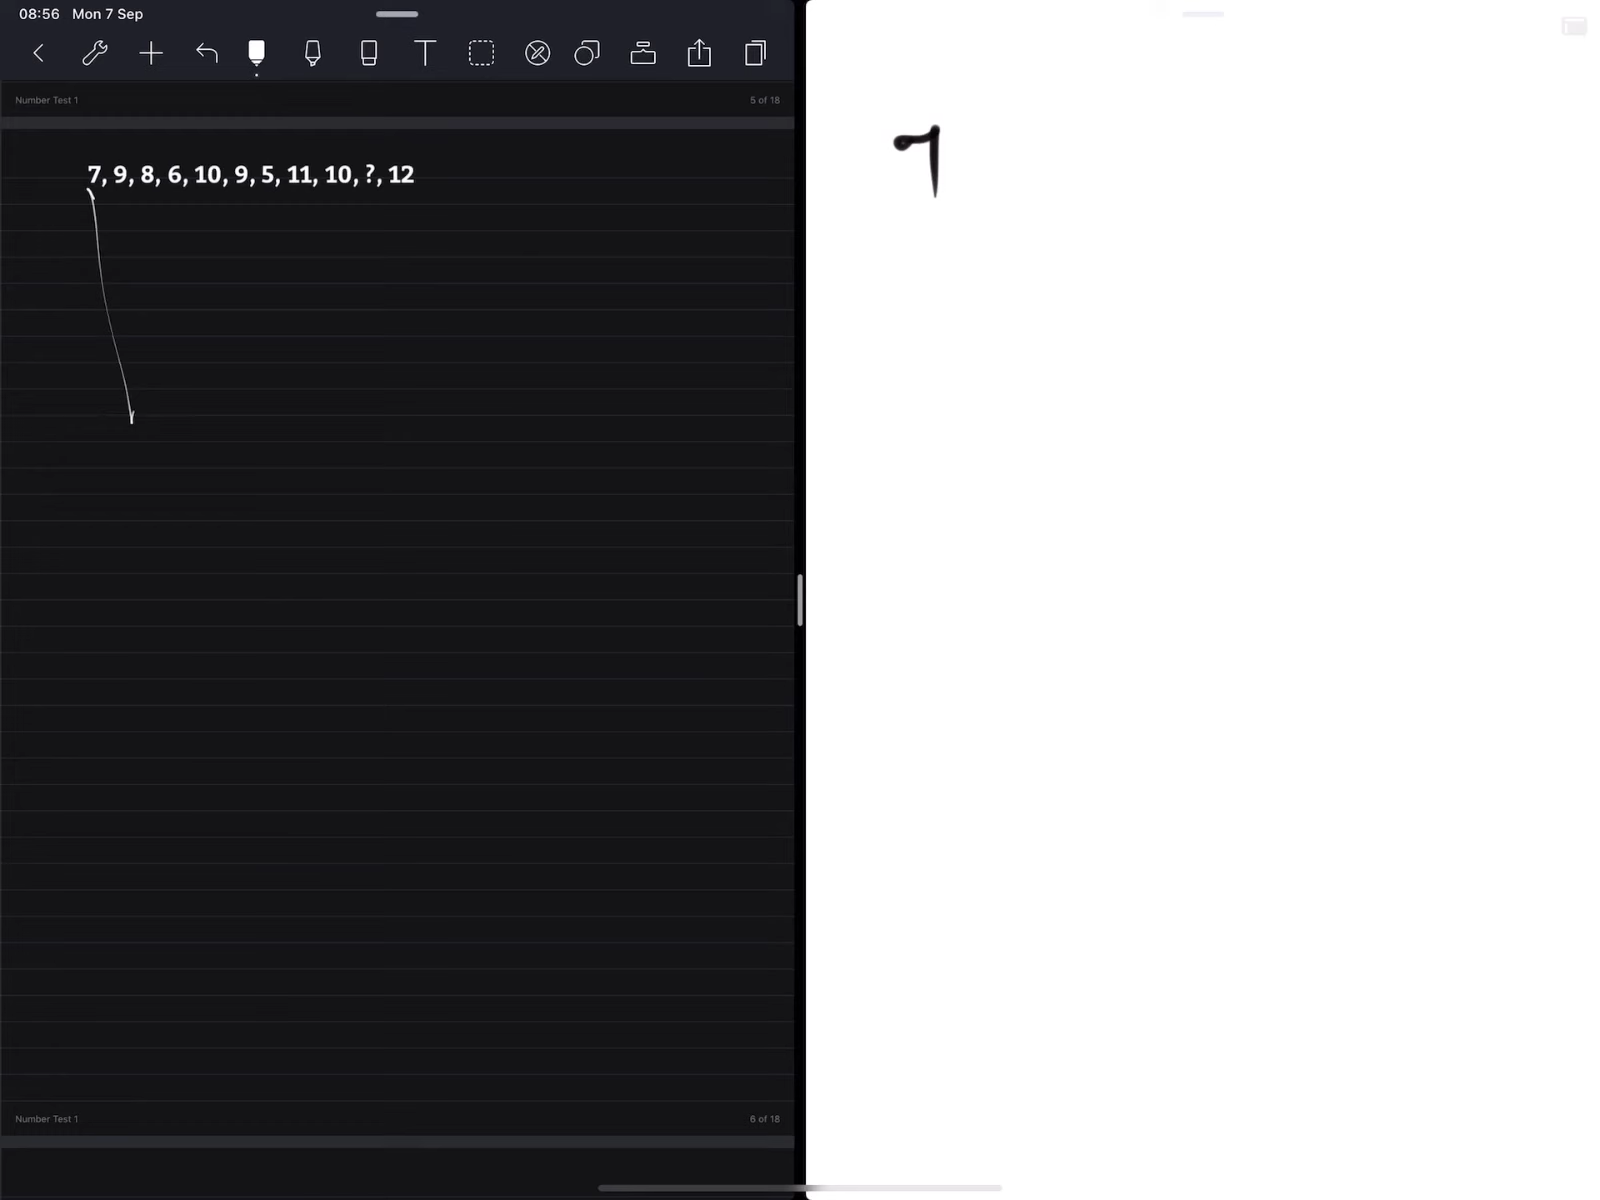 08:56 Mon 7 Sep
Number Test 1 5 of 18
7, 9, 8, 6, 10, 9, 5, 11, 10, ?, 12
Number Test 1 6 of 18